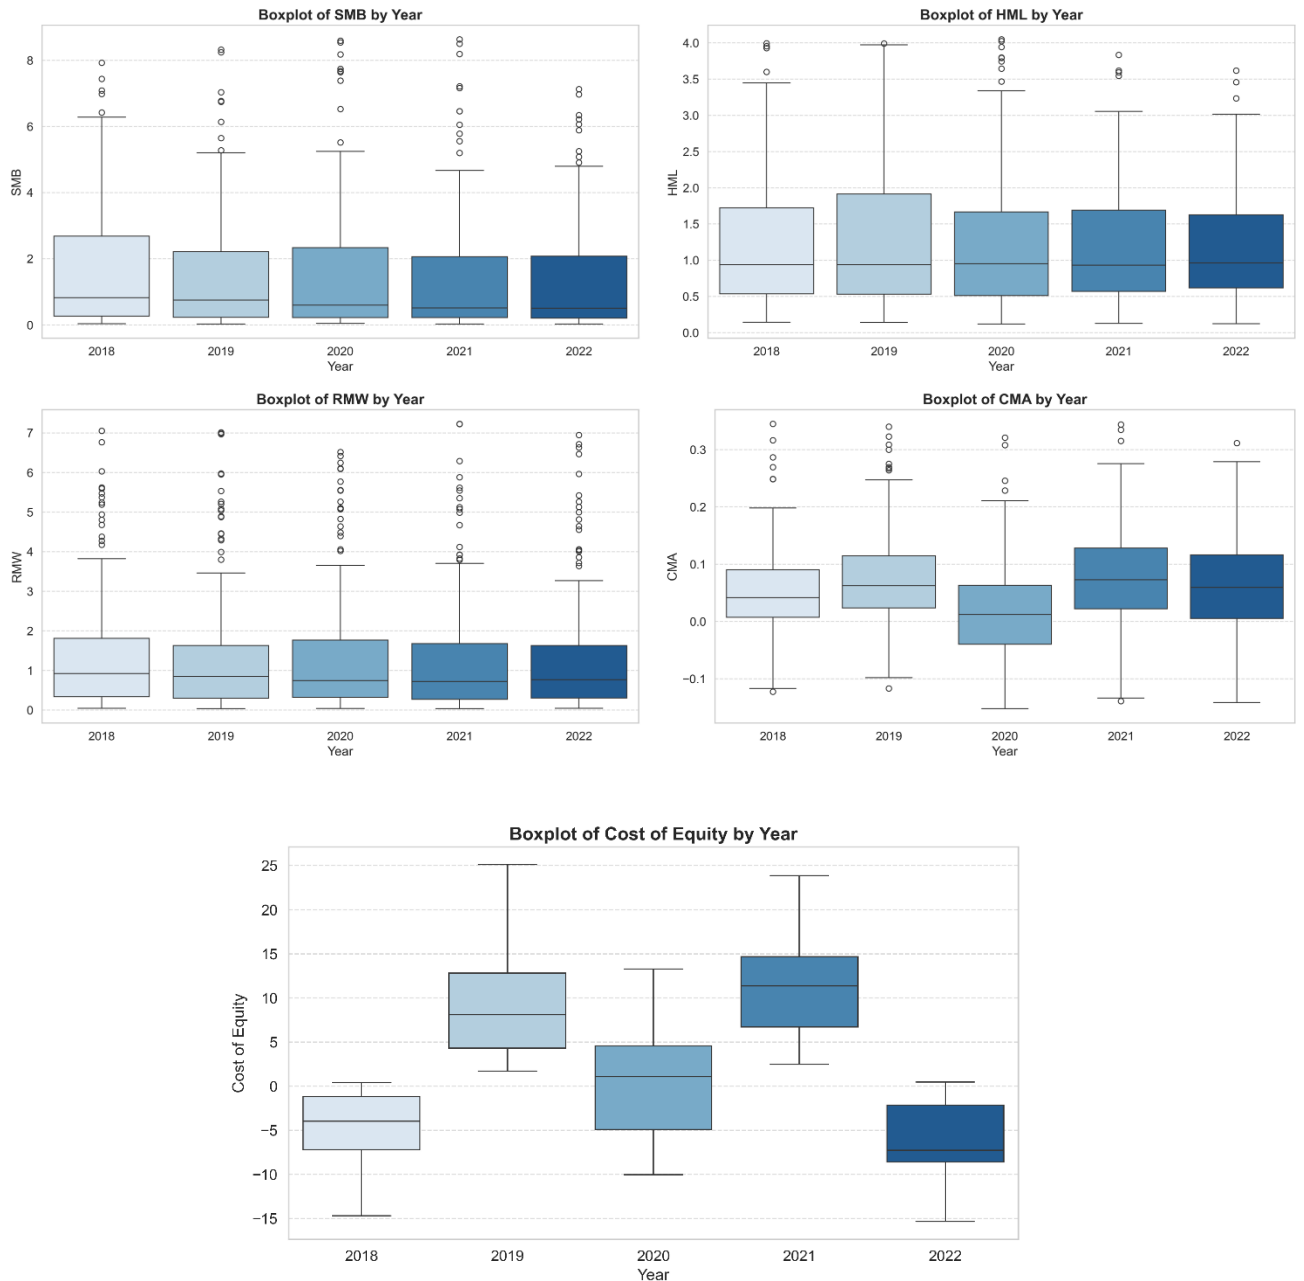 Boxplot of SMB by Year
8
6
4
2
0
SMB
2018 2019 2020 2021 2022
Year
Boxplot of HML by Year
4.0
3.5
3.0
2.5
2.0
1.5
1.0
0.5
0.0
HML
2018 2019 2020 2021 2022
Year
Boxplot of RMW by Year
7
6
5
4
3
2
1
0
RMW
2018 2019 2020 2021 2022
Year
Boxplot of CMA by Year
0.3
0.2
0.1
0.0
−0.1
CMA
2018 2019 2020 2021 2022
Year
Boxplot of Cost of Equity by Year
25
20
15
10
5
0
−5
−10
−15
Cost of Equity
2018 2019 2020 2021 2022
Year